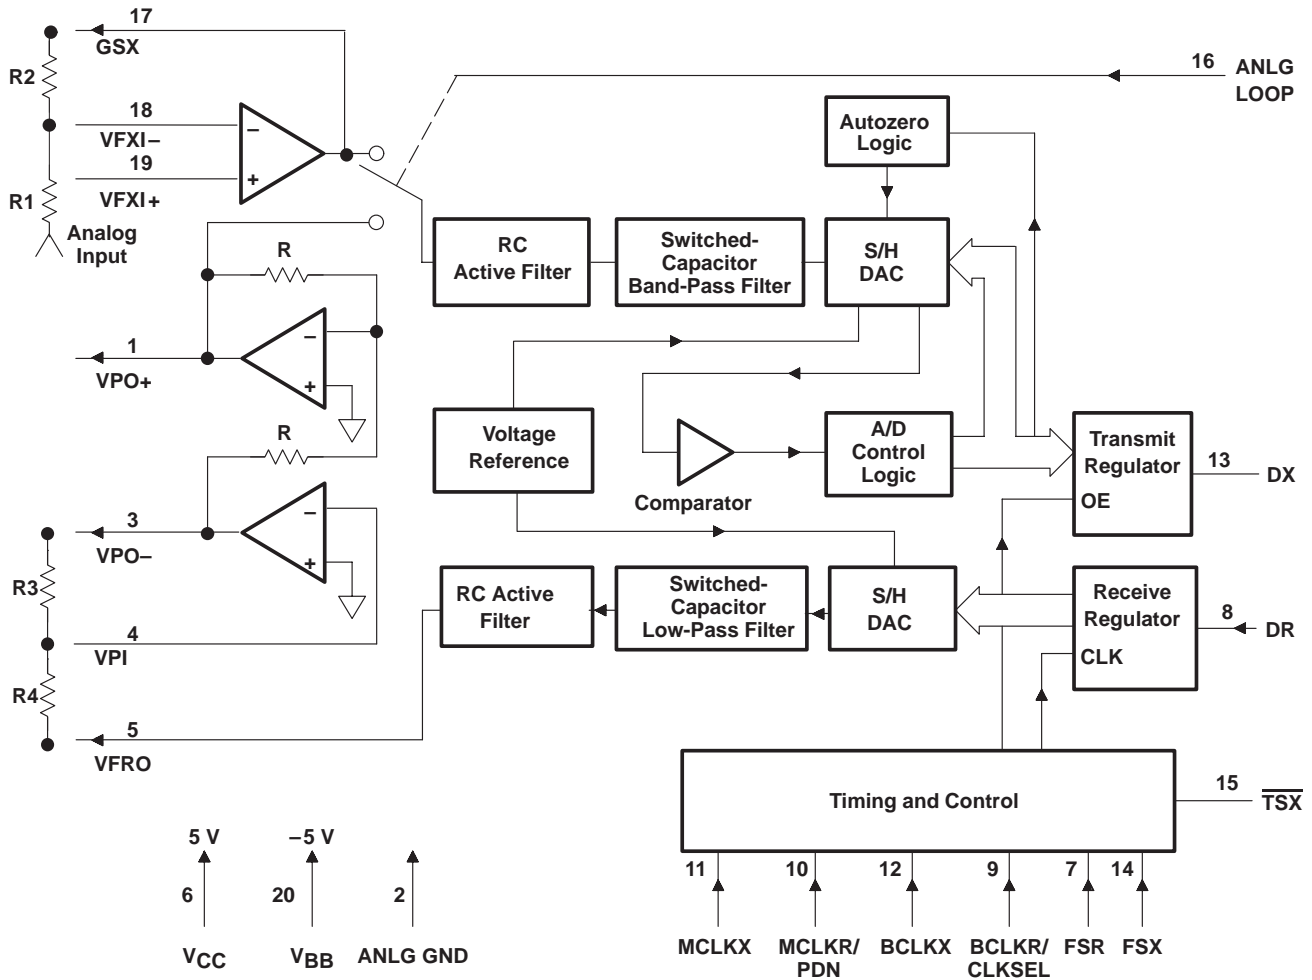 17
GSX
R2
18
VFXI−
19
VFXI+
R1
Analog
Input
16
ANLG
LOOP
Autozero
Logic
−
+
RC
Active Filter
Switched-
Capacitor
Band-Pass Filter
S/H
DAC
R
−
+
1
VPO+
R
Voltage
Reference
Comparator
A/D
Control
Logic
Transmit
Regulator
OE
13
DX
3
VPO−
−
+
R3
4
VPI
R4
5
VFRO
RC Active
Filter
Switched-
Capacitor
Low-Pass Filter
S/H
DAC
Receive
Regulator
CLK
8
DR
Timing and Control
15
TSX
5 V
−5 V
6
20
2
VCC
VBB
ANLG GND
11
10
12
9
7
14
MCLKX
MCLKR/
PDN
BCLKX
BCLKR/
CLKSEL
FSR
FSX